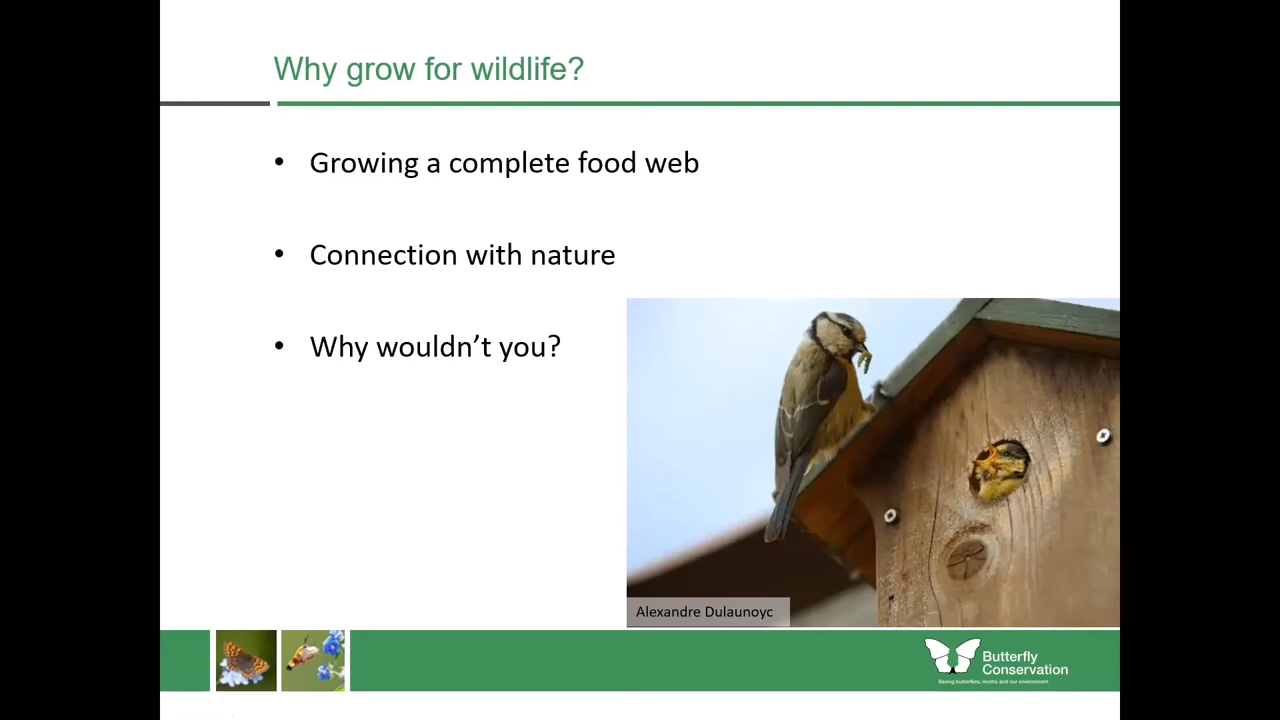 Why grow for wildlife?
• Growing a complete food web
• Connection with nature
• Why wouldn’t you?
Alexandre Dulaunoyc
Butterfly
Conservation
Saving butterflies, moths and our environment